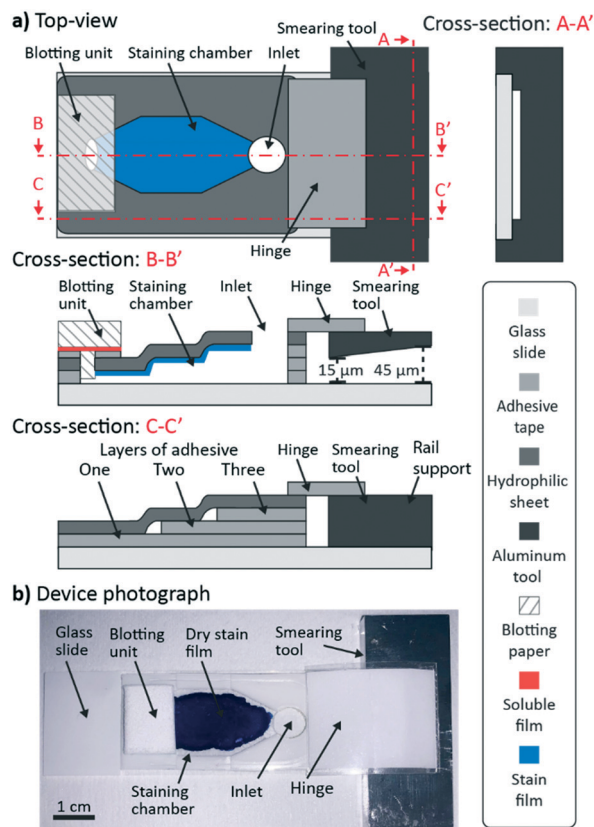 a) Top-view
Cross-section: A-A’
Smearing tool
Blotting unit
Staining chamber
Inlet
A
B
B’
C
C’
Hinge
A’
Cross-section: B-B’
Blotting
unit
Staining
chamber
Inlet
Hinge
Smearing
tool
15 µm
45 µm
Cross-section: C-C’
Layers of adhesive
One
Two
Three
Hinge
Smearing
tool
Rail
support
Glass
slide
Adhesive
tape
Hydrophilic
sheet
Aluminum
tool
Blotting
paper
Soluble
film
Stain
film
b) Device photograph
Glass
slide
Blotting
unit
Dry stain
film
Smearing
tool
Staining
chamber
Inlet
Hinge
1 cm